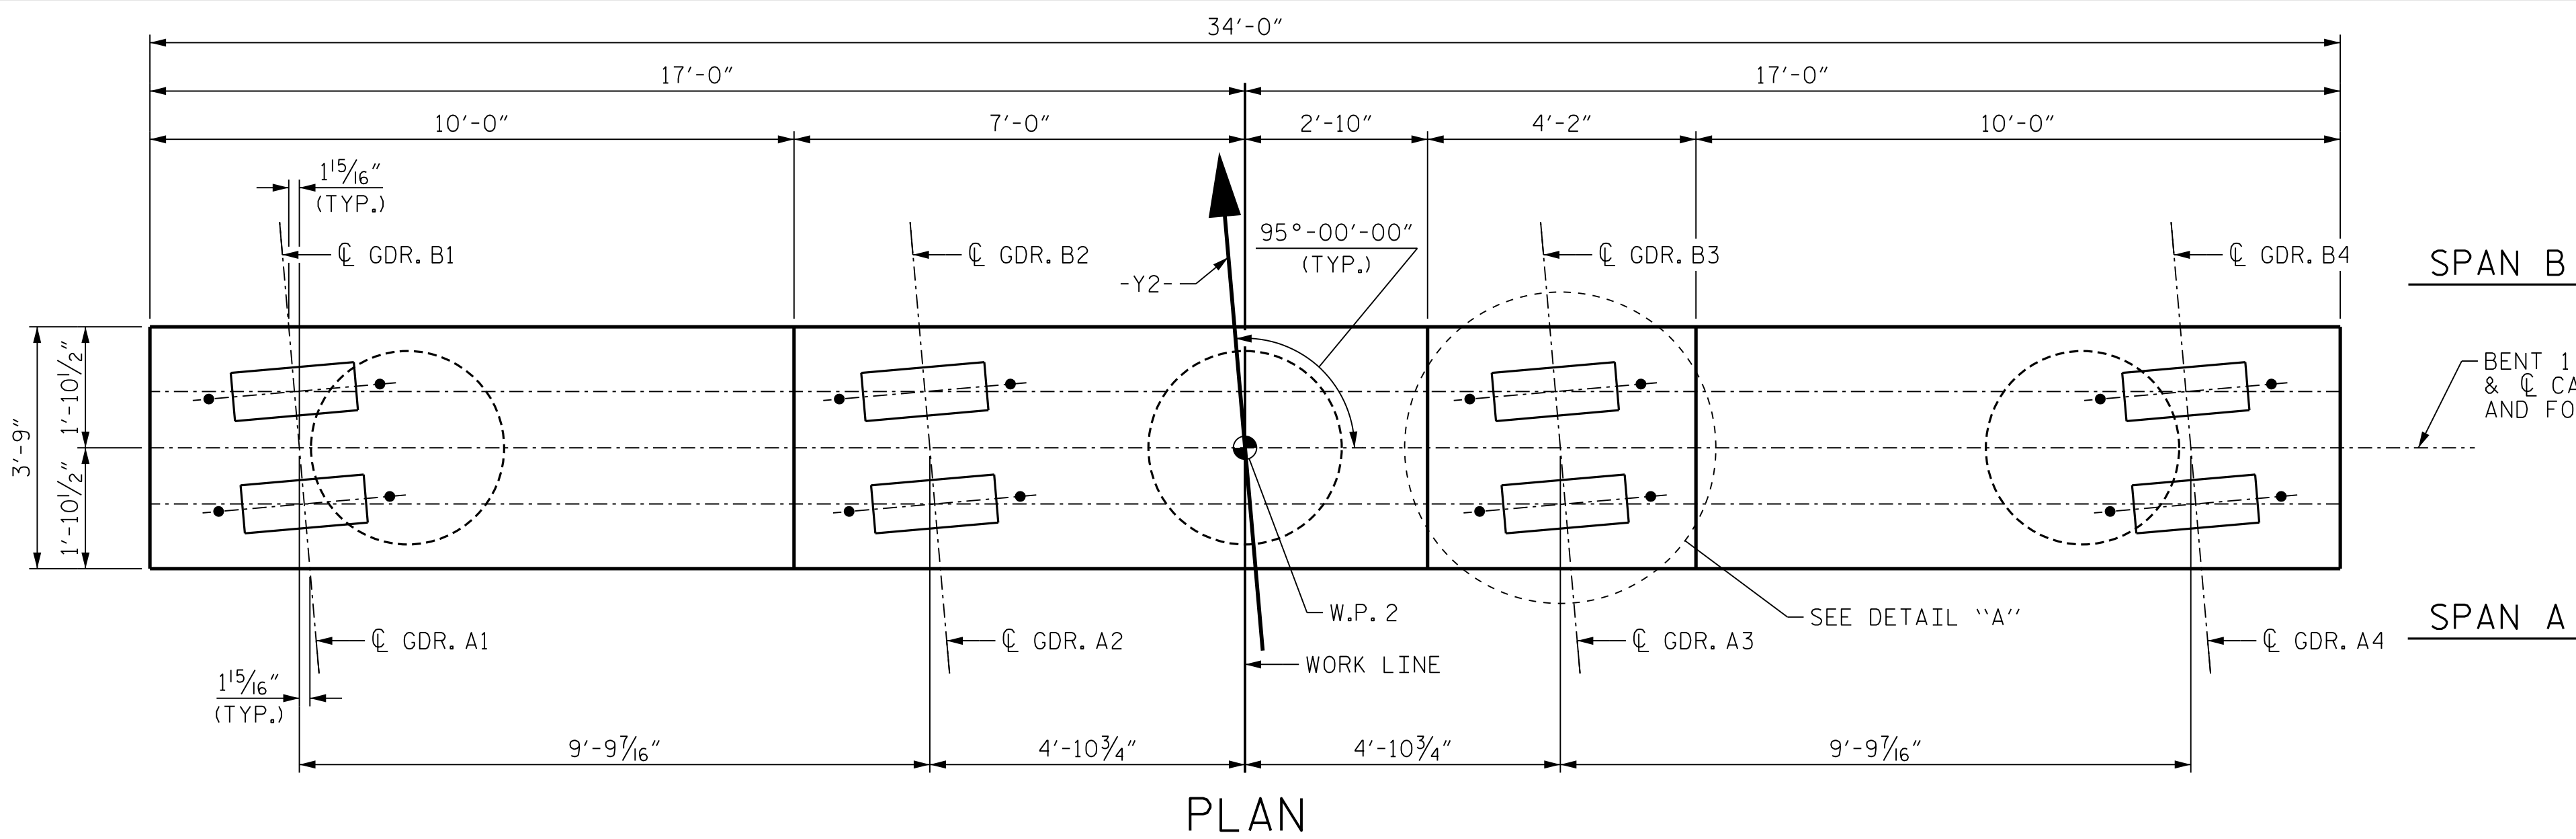 34'-0"
17'-0"
17'-0"
10'-0"
7'-0"
2'-10"
4'-2"
10'-0"
1 15/16"
(TYP.)
95°-00'-00"
(TYP.)
℄ GDR. B1
℄ GDR. B2
℄ GDR. B3
℄ GDR. B4
SPAN B
-Y2-
1'-10 1/2"
3'-9"
1'-10 1/2"
BENT 1
& ℄ CA
AND FO
W.P. 2
SEE DETAIL "A"
SPAN A
℄ GDR. A1
℄ GDR. A2
℄ GDR. A3
℄ GDR. A4
WORK LINE
1 15/16"
(TYP.)
9'-9 7/16"
4'-10 3/4"
4'-10 3/4"
9'-9 7/16"
PLAN